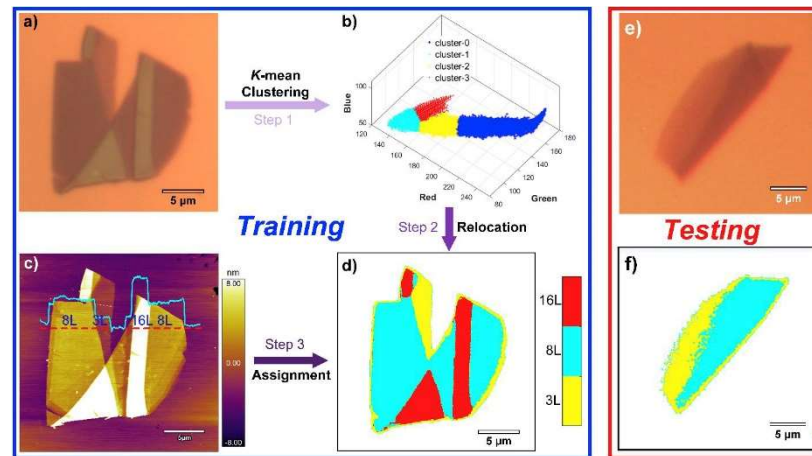 a)
5 µm
K-mean
Clustering
Step 1
b)
cluster-0
cluster-1
cluster-2
cluster-3
Blue
100
50
120
140
160
180
200
220
240
Red
80
100
120
140
160
180
Green
Training
Step 2
Relocation
c)
nm
8.00
0.00
-8.00
8L
3L
16L
8L
5µm
Step 3
Assignment
d)
5 µm
16L
8L
3L
e)
5 µm
Testing
f)
5 µm